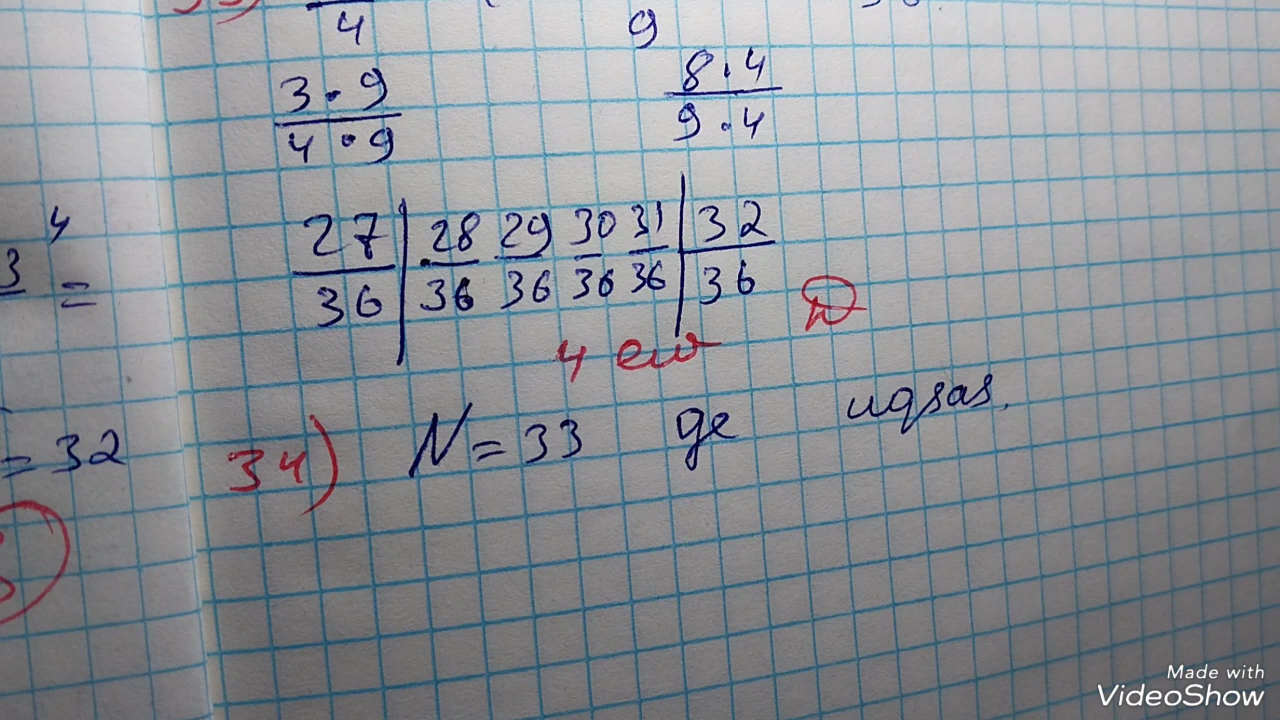 4 9
3 · 9 8 · 4
4 · 9 9 · 4
4
27 28 29 30 31 32
36 36 36 36 36 36
3 =
4
= 32
34) N = 33 ge uqsas.
Made with
VideoShow